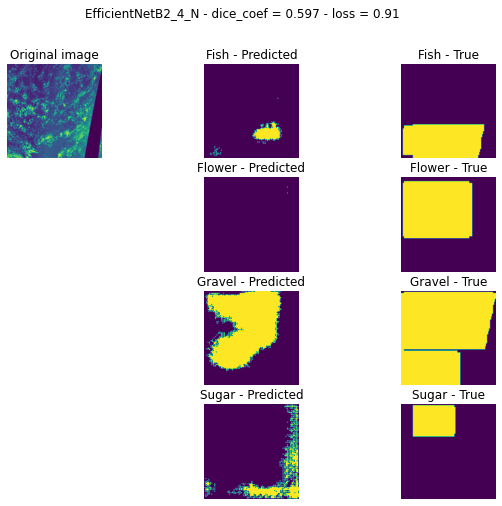 EfficientNetB2_4_N - dice_coef = 0.597 - loss = 0.91
Original image
Fish - Predicted
Fish - True
Flower - Predicted
Flower - True
Gravel - Predicted
Gravel - True
Sugar - Predicted
Sugar - True